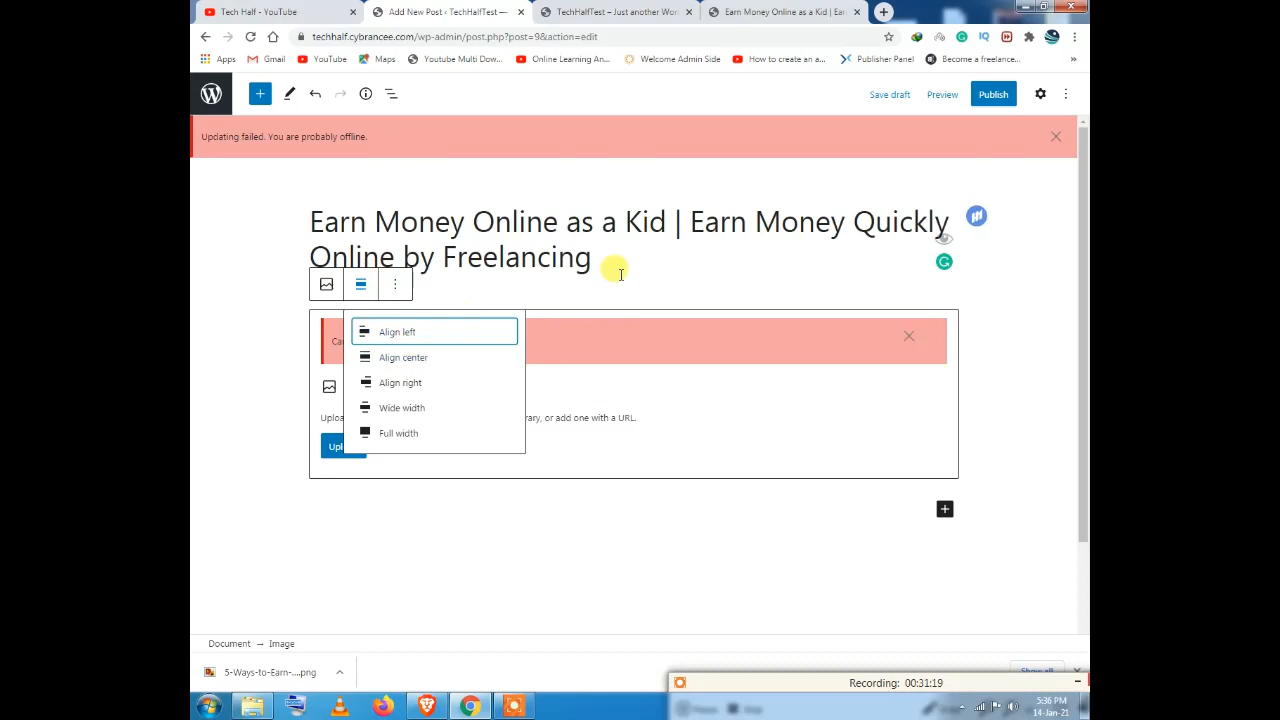 Tech Half - YouTube
Add New Post ‹ TechHalfTest —
TechHalfTest – Just another Wor
Earn Money Online as a Kid | Earn
techhalf.cybrancee.com/wp-admin/post.php?post=9&action=edit
Apps
Gmail
YouTube
Maps
Youtube Multi Dow...
Online Learning An...
Welcome Admin Side
How to create an a...
Publisher Panel
Become a freelance...
Save draft
Preview
Publish
Updating failed. You are probably offline.
Earn Money Online as a Kid | Earn Money Quickly
Online by Freelancing
Align left
Align center
Align right
Wide width
Full width
Uploa
rary, or add one with a URL.
Upl
Document → Image
5-Ways-to-Earn-....png
Show all
Recording: 00:31:19
5:36 PM
14-Jan-21